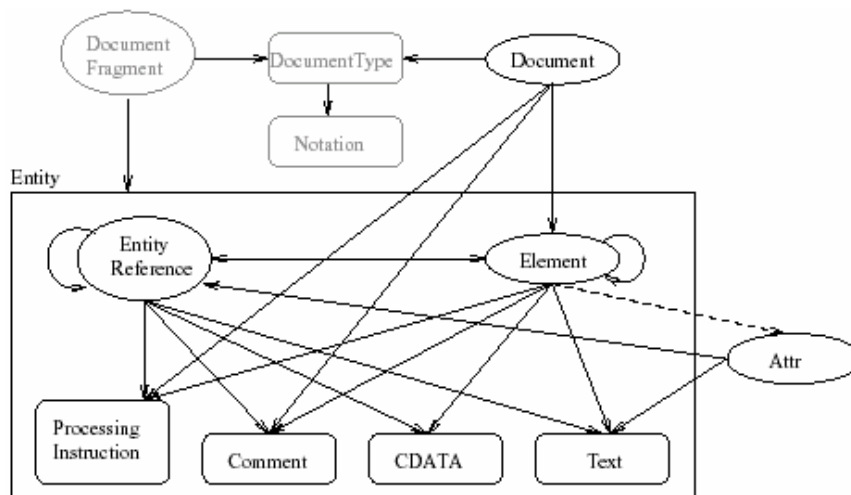 Document
Fragment
DocumentType
Document
Notation
Entity
Entity
Reference
Element
Attr
Processing
Instruction
Comment
CDATA
Text